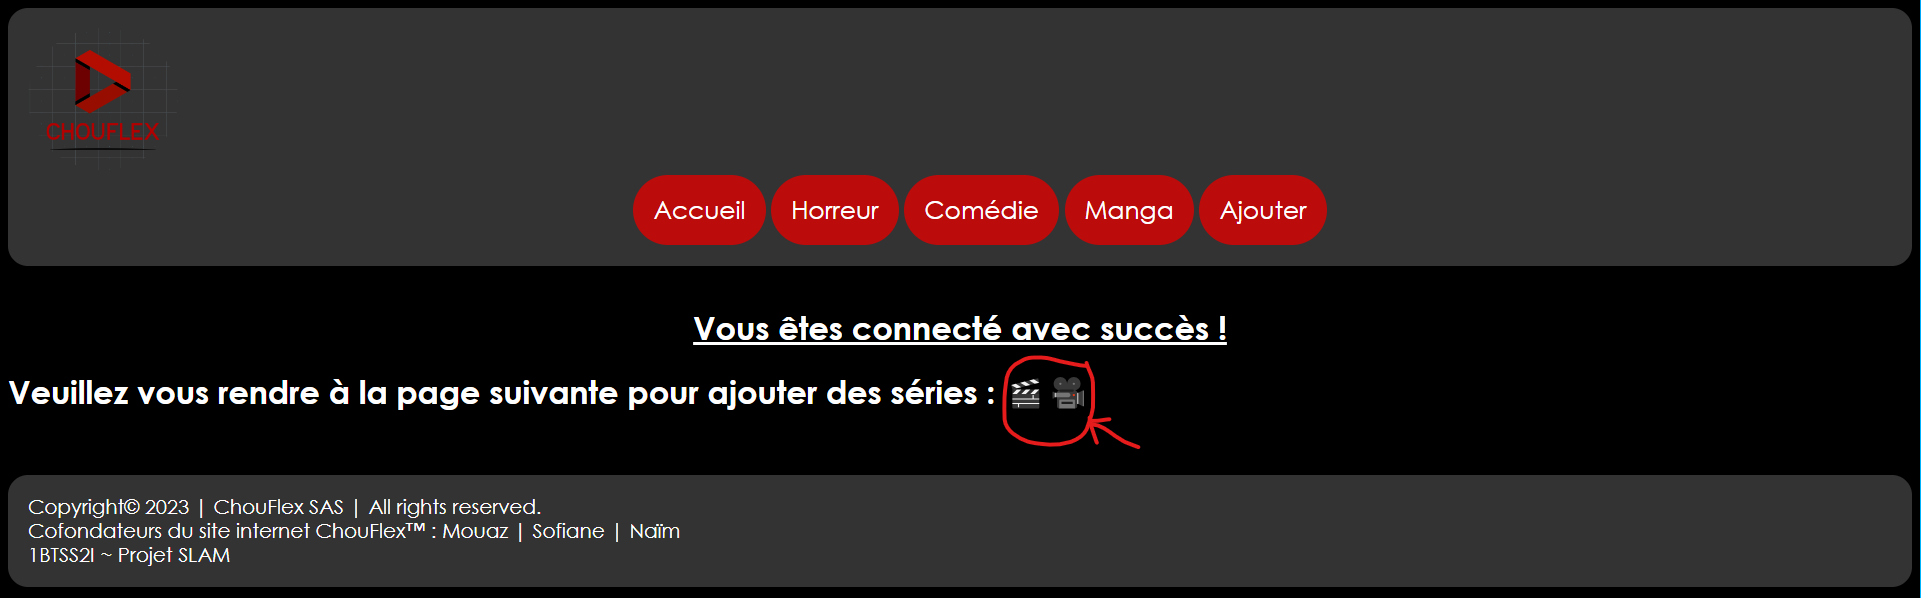 CHOUFLEX
Accueil Horreur Comédie Manga Ajouter
Vous êtes connecté avec succès !
Veuillez vous rendre à la page suivante pour ajouter des séries : 🎬 🎥
Copyright© 2023 | ChouFlex SAS | All rights reserved.
Cofondateurs du site internet ChouFlex™ : Mouaz | Sofiane | Naïm
1BTSS2I ~ Projet SLAM